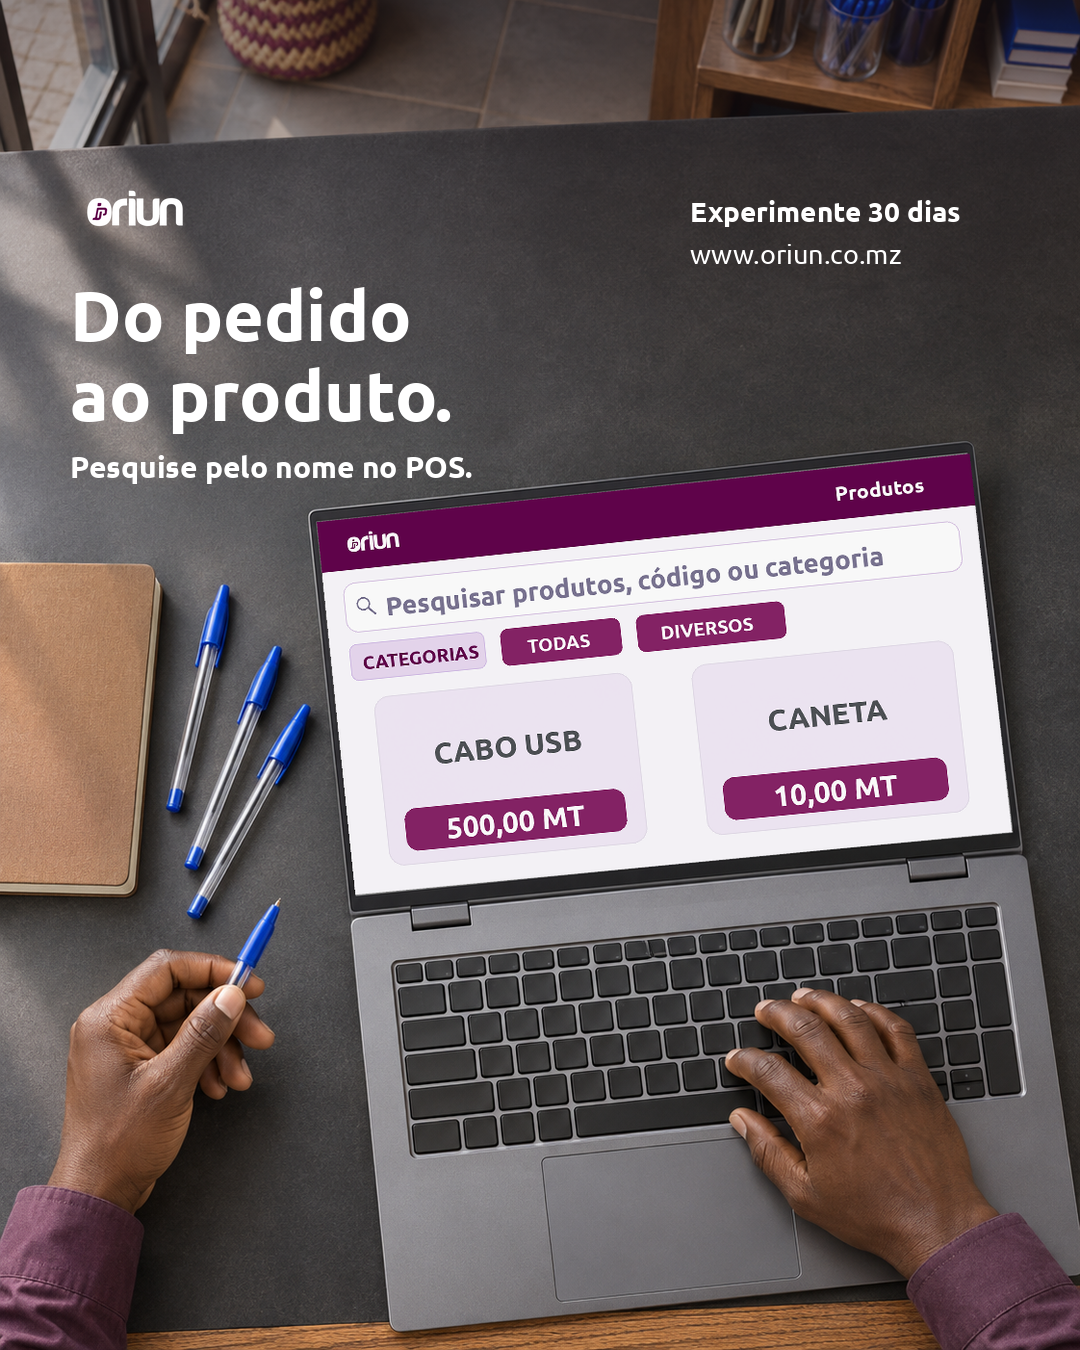 oriun
Experimente 30 dias
www.oriun.co.mz
Do pedido
ao produto.
Pesquise pelo nome no POS.
oriun
Produtos
Pesquisar produtos, código ou categoria
CATEGORIAS
TODAS
DIVERSOS
CABO USB
CANETA
500,00 MT
10,00 MT